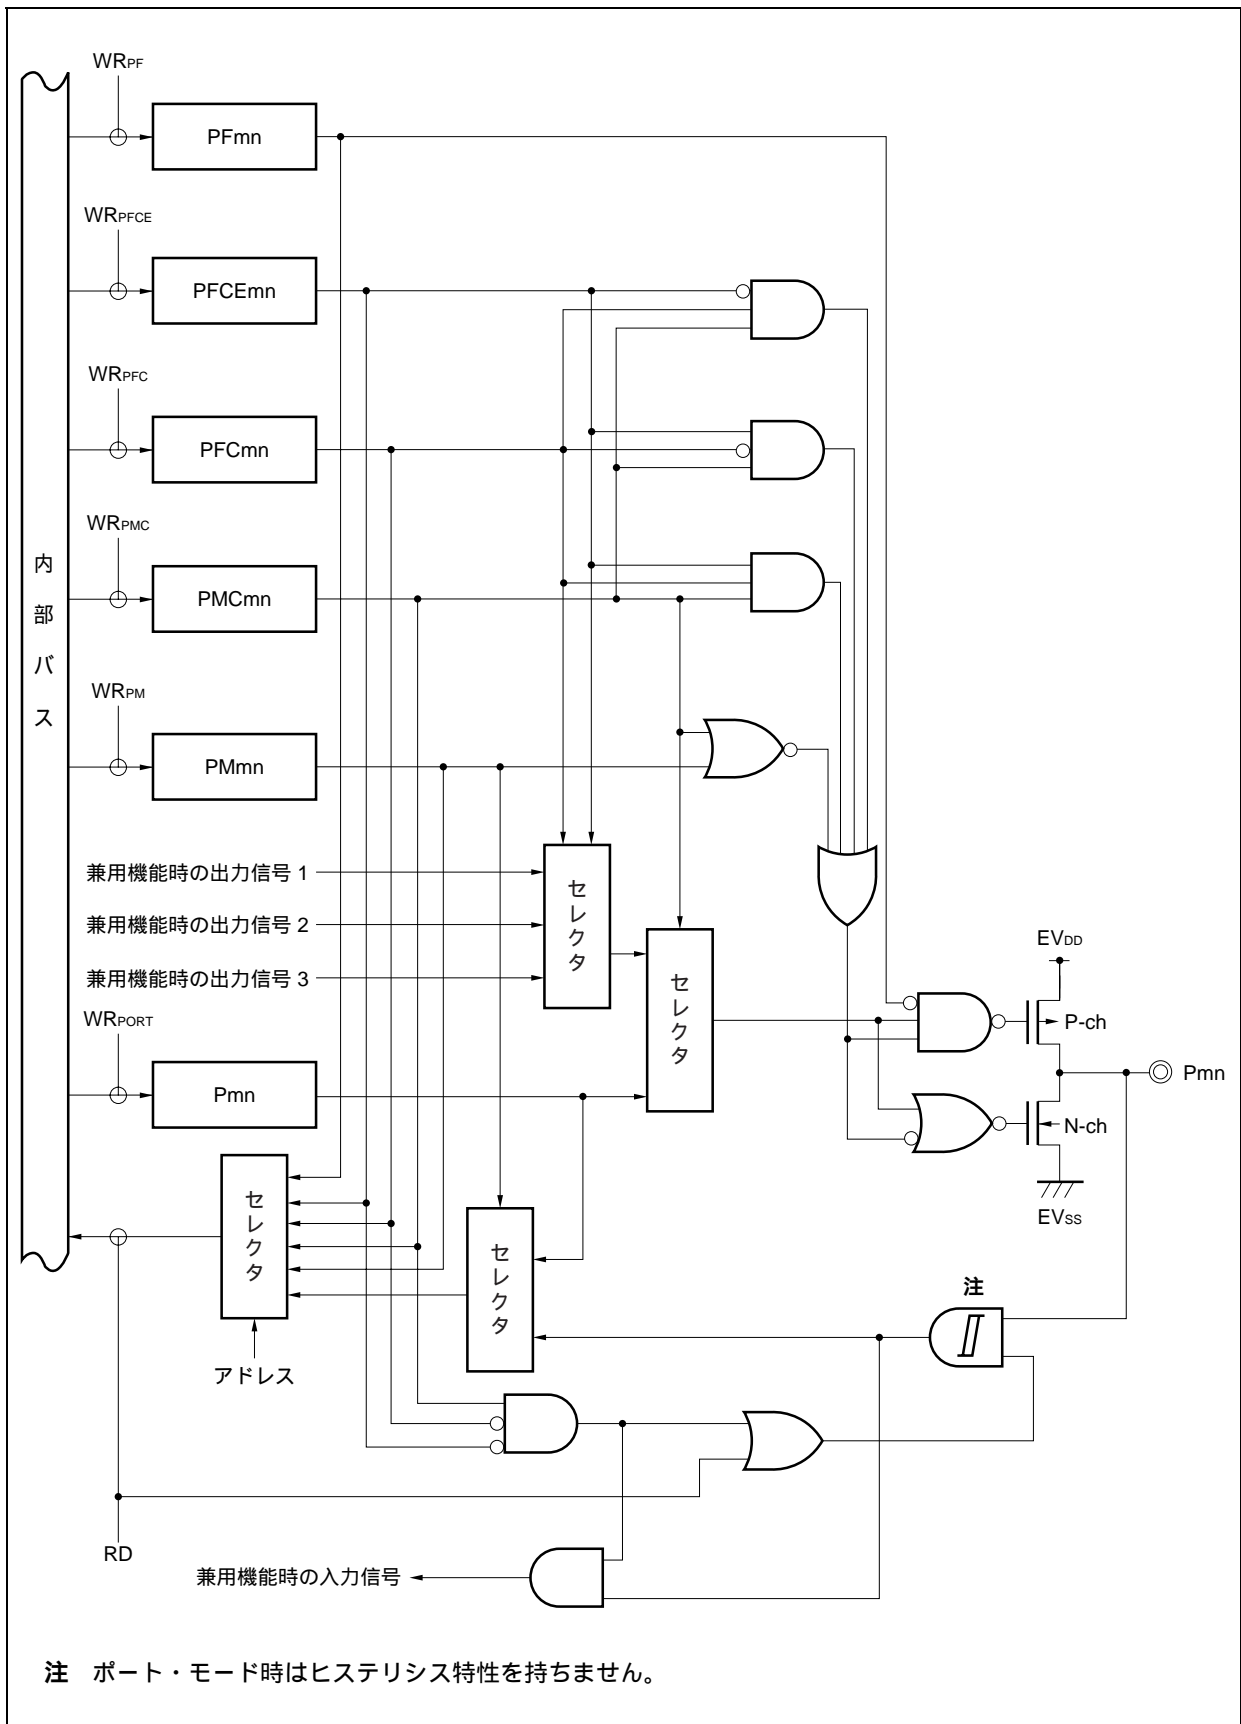 WRPF
PFmn
WRPFCE
PFCEmn
WRPFC
PFCmn
WRPMC
PMCmn
内部バス
WRPM
PMmn
兼用機能時の出力信号 1
兼用機能時の出力信号 2
兼用機能時の出力信号 3
セレクタ
セレクタ
WRPORT
Pmn
EVDD
P-ch
Pmn
N-ch
EVSS
セレクタ
セレクタ
アドレス
注
RD
兼用機能時の入力信号
注 ポート・モード時はヒステリシス特性を持ちません。